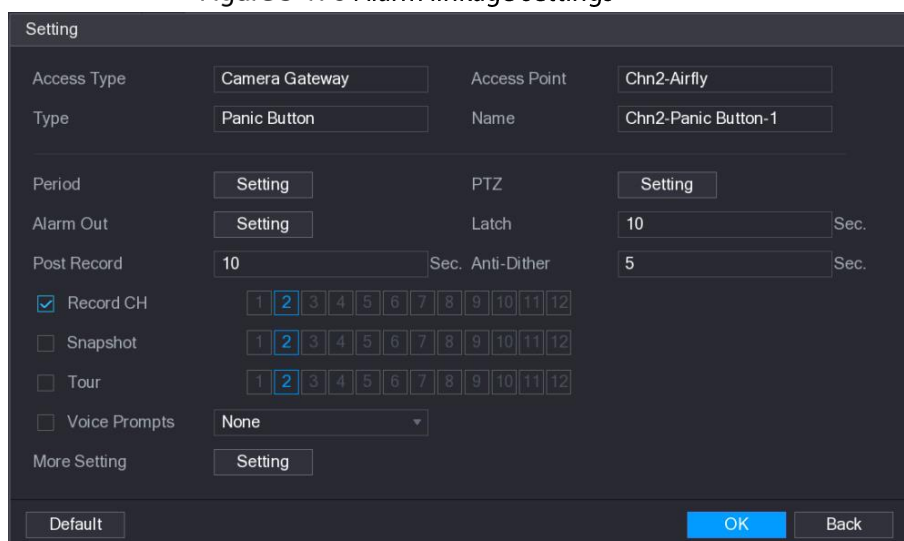 Alarm linkage settings
Setting
Access Type Camera Gateway Access Point Chn2-Airfly
Type Panic Button Name Chn2-Panic Button-1
Period Setting PTZ Setting
Alarm Out Setting Latch 10 Sec.
Post Record 10 Sec. Anti-Dither 5 Sec.
Record CH 1 2 3 4 5 6 7 8 9 10 11 12
Snapshot 1 2 3 4 5 6 7 8 9 10 11 12
Tour 1 2 3 4 5 6 7 8 9 10 11 12
Voice Prompts None
More Setting Setting
Default OK Back